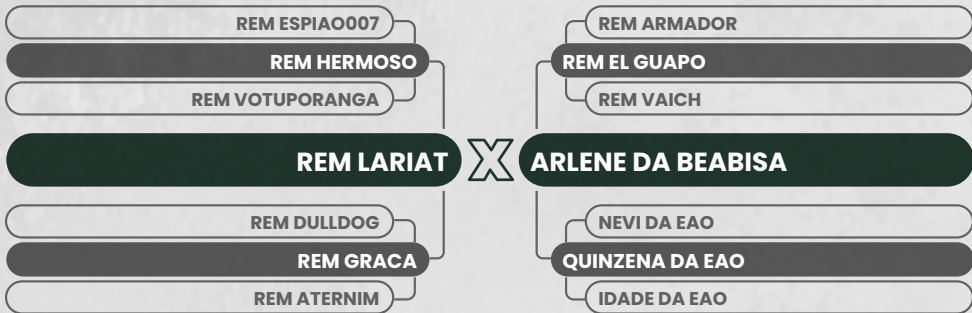 REM ESPIAO007
REM HERMOSO
REM VOTUPORANGA
REM ARMADOR
REM EL GUAPO
REM VAICH
REM LARIAT X ARLENE DA BEABISA
REM DULLDOG
REM GRACA
REM ATERNIM
NEVI DA EAO
QUINZENA DA EAO
IDADE DA EAO